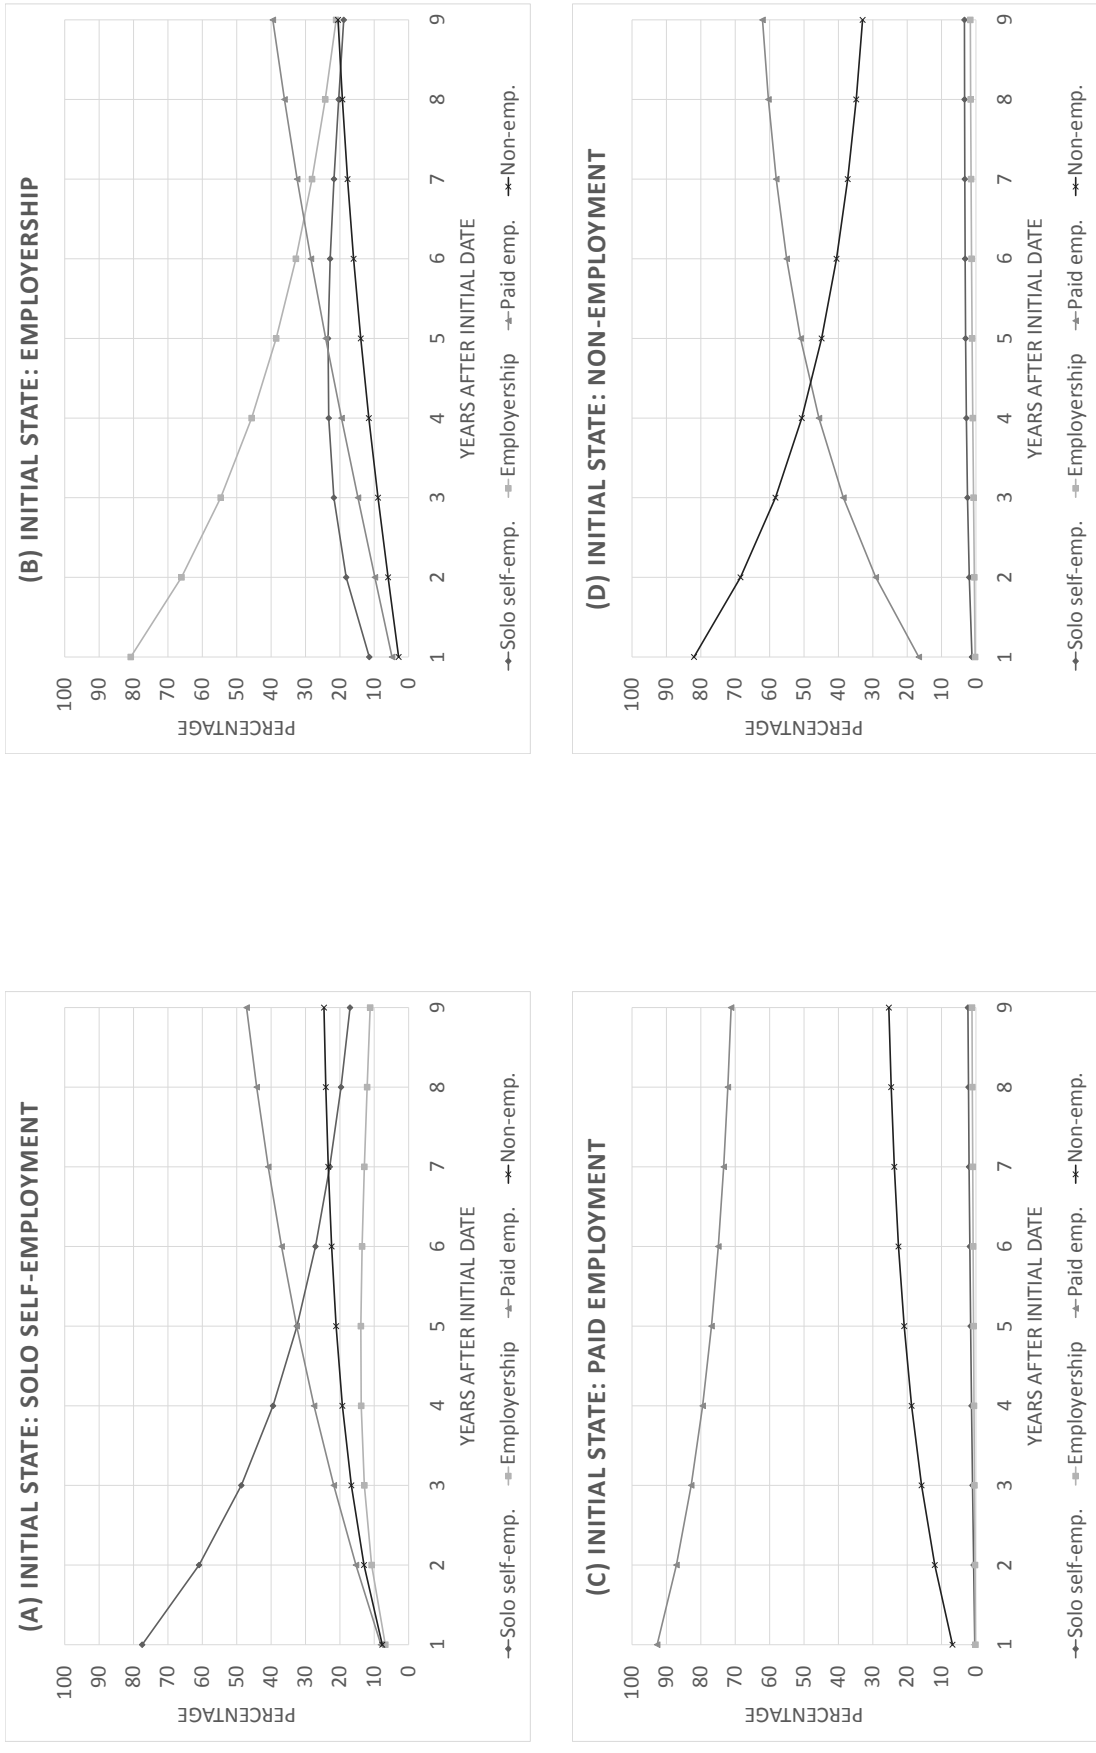 (A) INITIAL STATE: SOLO SELF-EMPLOYMENT
PERCENTAGE
100
90
80
70
60
50
40
30
20
10
0
1 2 3 4 5 6 7 8 9
YEARS AFTER INITIAL DATE
Solo self-emp. Employership Paid emp. Non-emp.
(B) INITIAL STATE: EMPLOYERSHIP
PERCENTAGE
100
90
80
70
60
50
40
30
20
10
0
1 2 3 4 5 6 7 8 9
YEARS AFTER INITIAL DATE
Solo self-emp. Employership Paid emp. Non-emp.
(C) INITIAL STATE: PAID EMPLOYMENT
PERCENTAGE
100
90
80
70
60
50
40
30
20
10
0
1 2 3 4 5 6 7 8 9
YEARS AFTER INITIAL DATE
Solo self-emp. Employership Paid emp. Non-emp.
(D) INITIAL STATE: NON-EMPLOYMENT
PERCENTAGE
100
90
80
70
60
50
40
30
20
10
0
1 2 3 4 5 6 7 8 9
YEARS AFTER INITIAL DATE
Solo self-emp. Employership Paid emp. Non-emp.